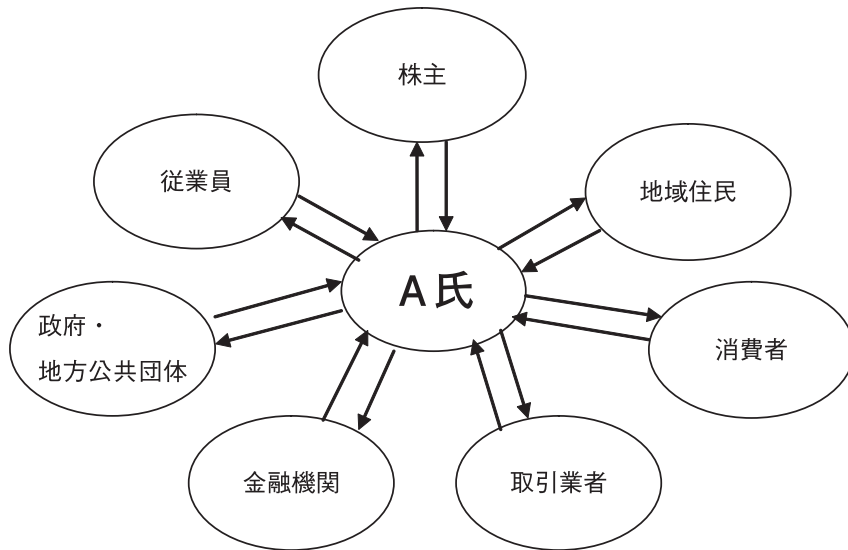 株主
従業員
地域住民
A氏
政府・
地方公共団体
消費者
金融機関
取引業者